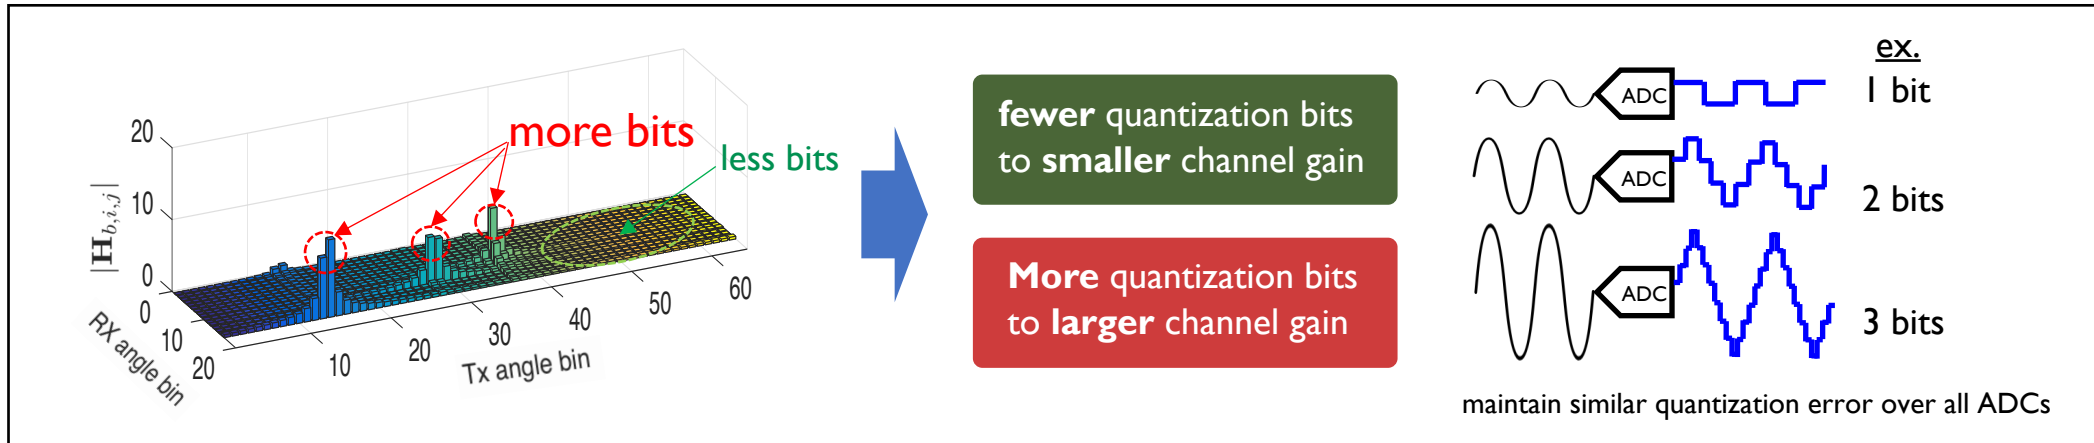 20
10
0
|H_{b,i,j}|
0
10
20
RX angle bin
10
20
30
40
50
60
Tx angle bin
more bits
less bits
fewer quantization bits
to smaller channel gain
More quantization bits
to larger channel gain
ex.
ADC
1 bit
ADC
2 bits
ADC
3 bits
maintain similar quantization error over all ADCs